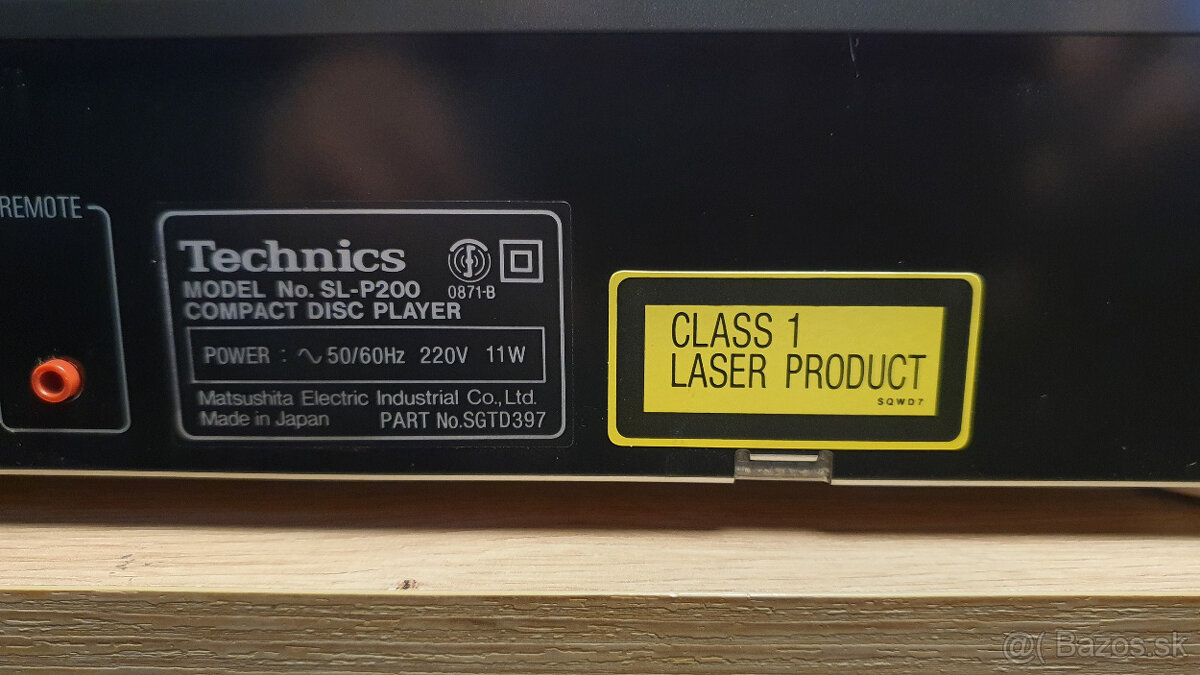 REMOTE
Technics
MODEL No. SL-P200
0871-B
COMPACT DISC PLAYER
POWER : ∿ 50/60Hz 220V 11W
Matsushita Electric Industrial Co., Ltd.
Made in Japan PART No.SGTD397
CLASS 1
LASER PRODUCT
SQWD7
@( Bazos.sk